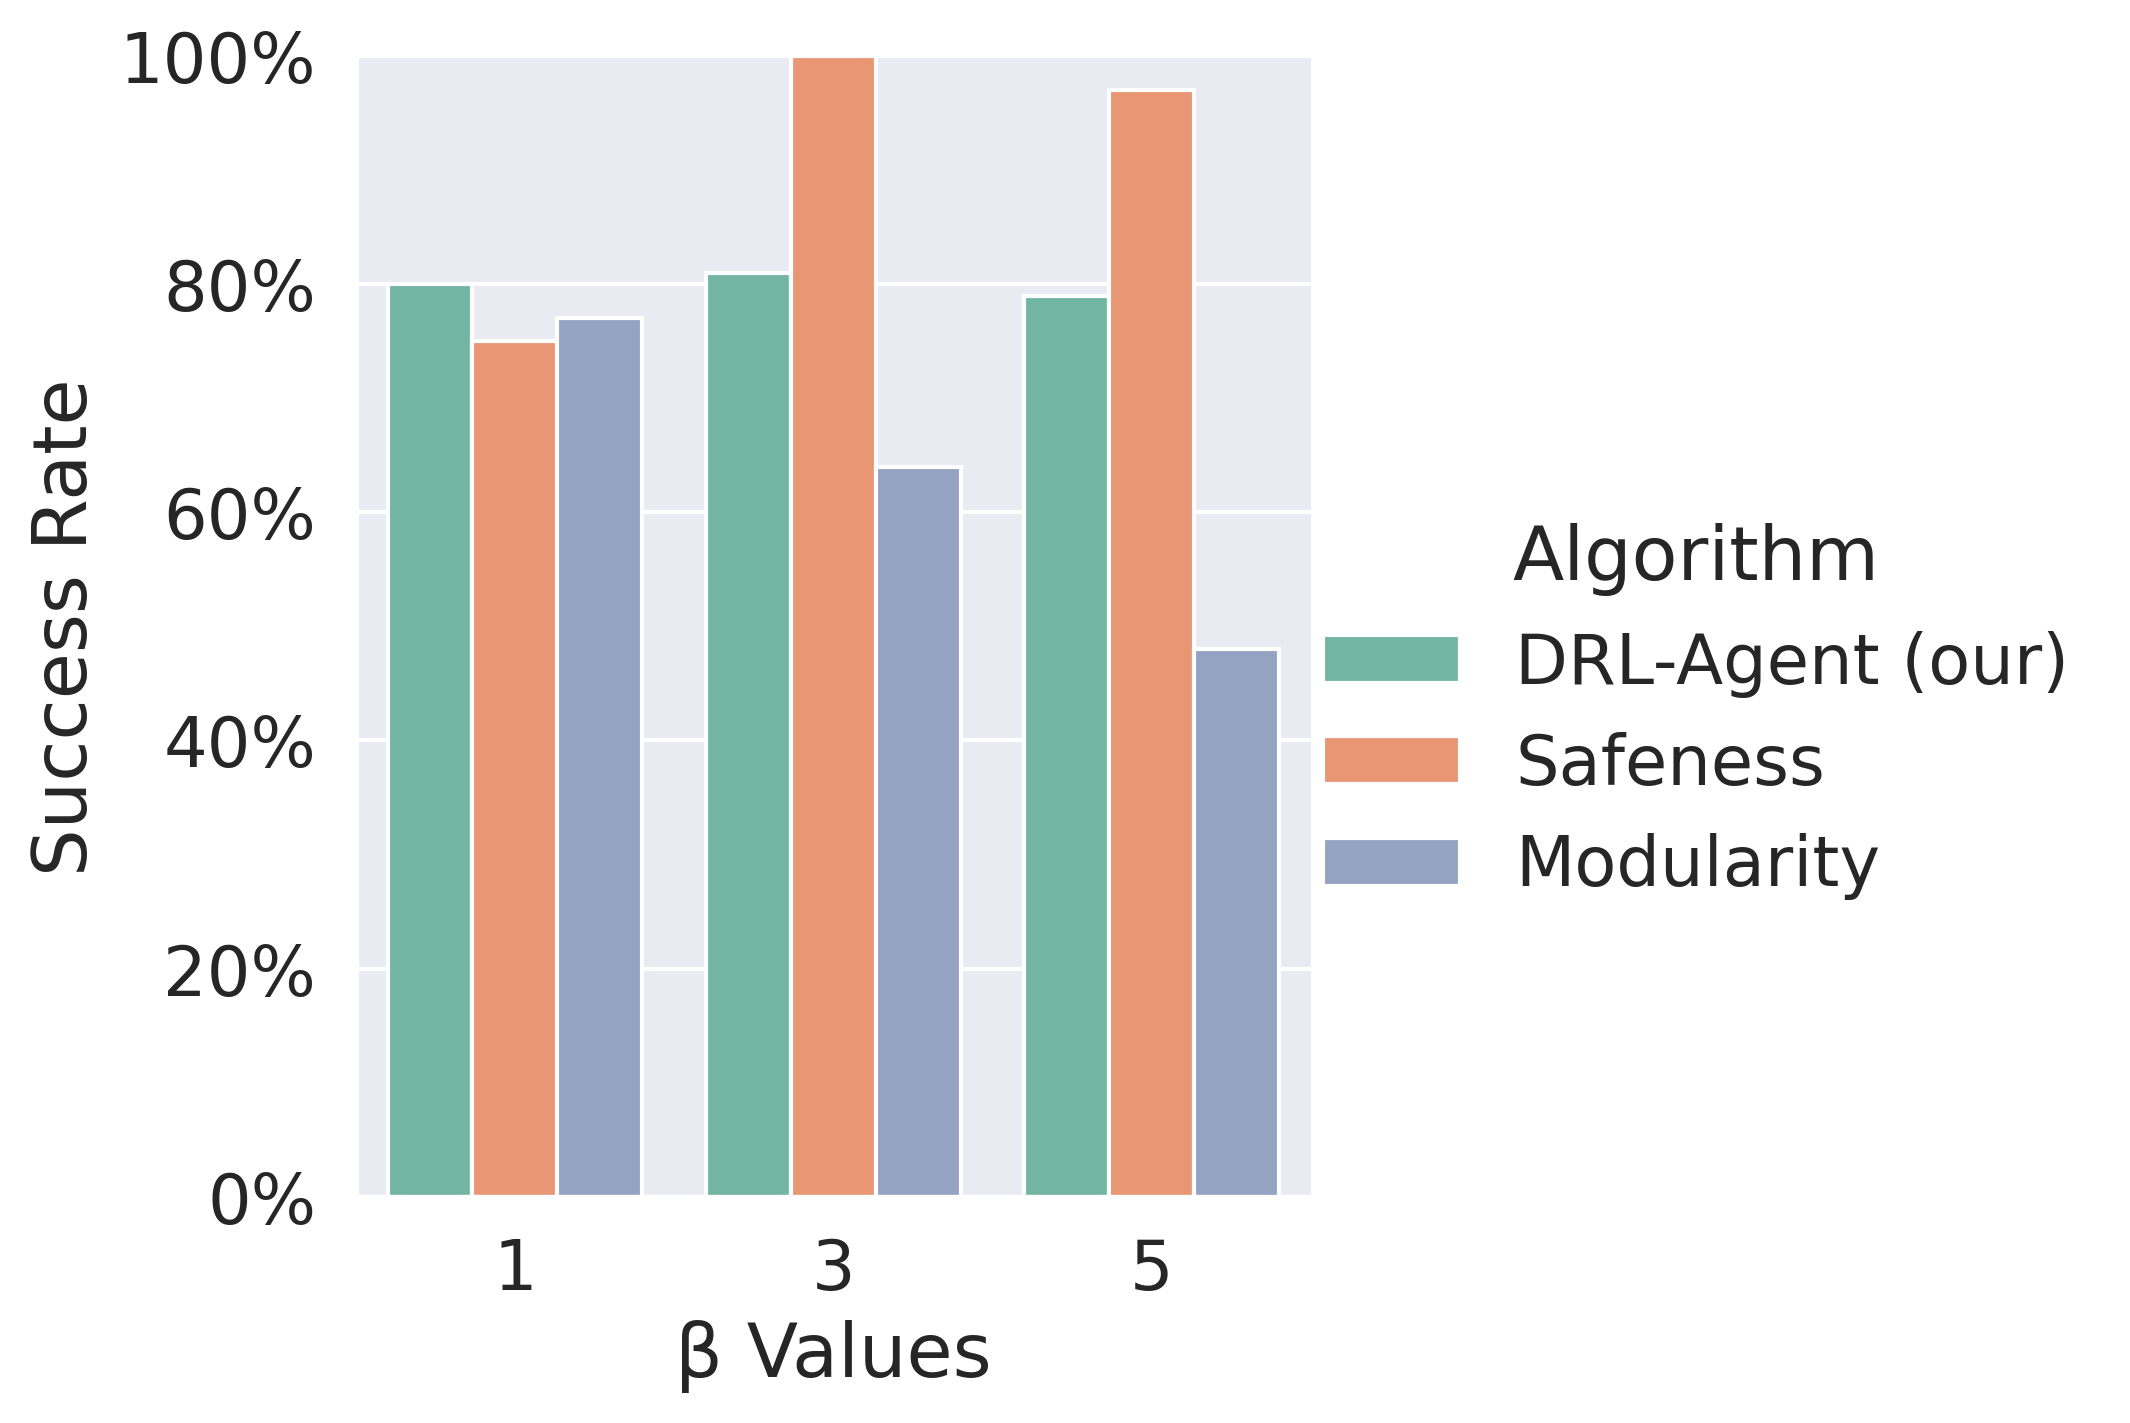 100%
80%
60%
40%
20%
0%
Success Rate
1 3 5
β Values
Algorithm
DRL-Agent (our)
Safeness
Modularity